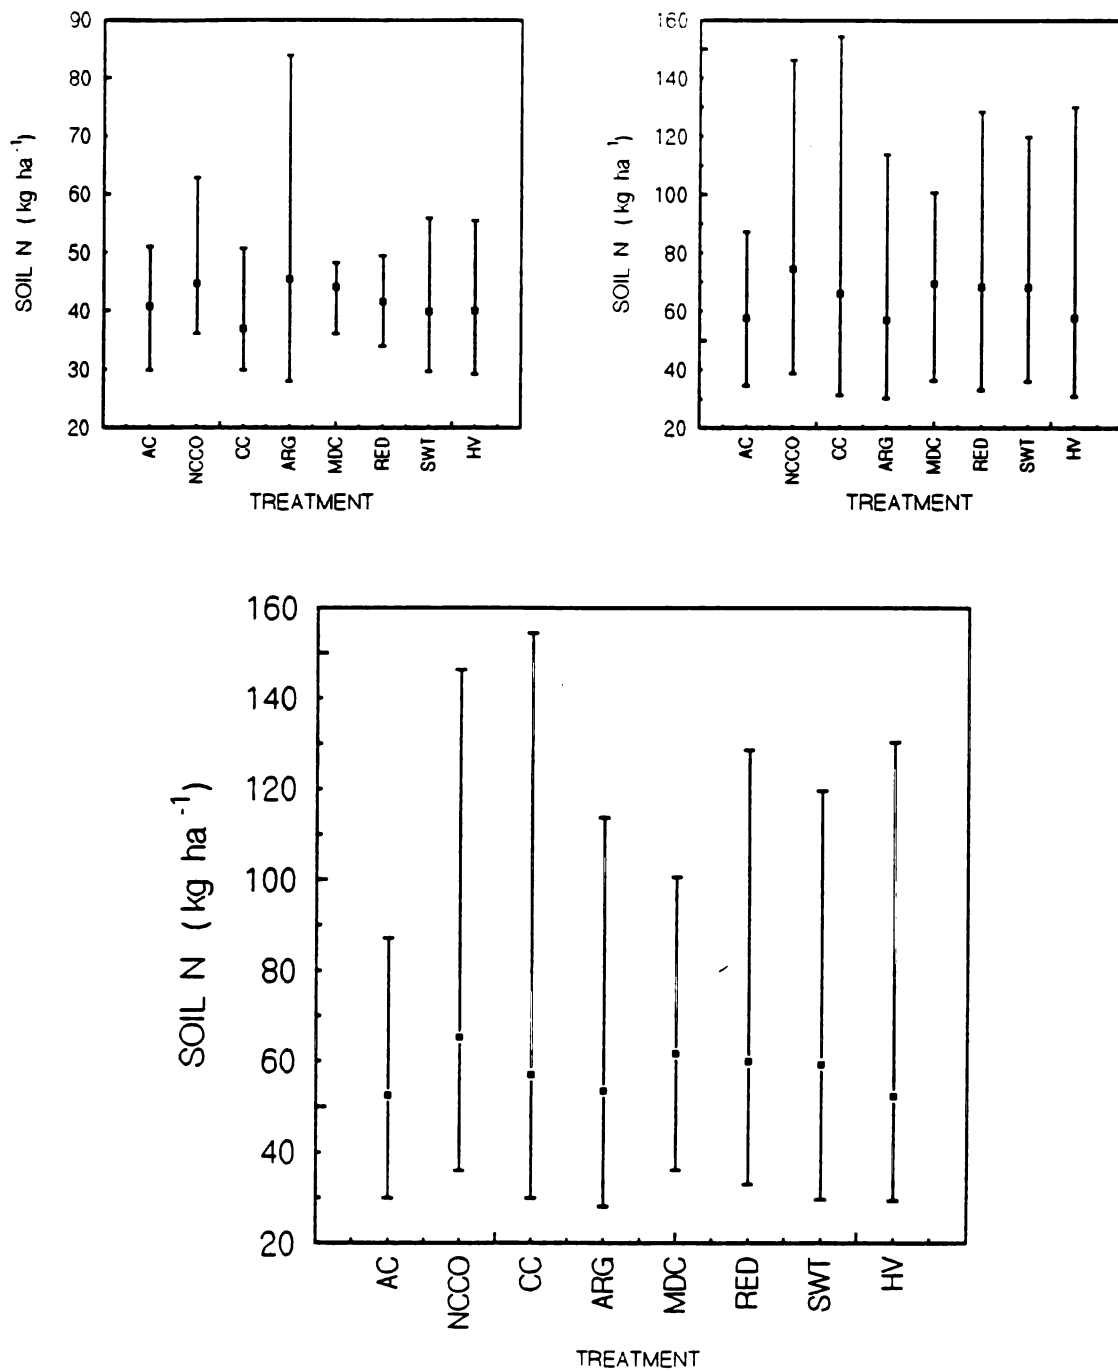 90
80
70
60
50
40
30
20
SOIL N (kg ha-1)
AC NCCO CC ARG MDC RED SWT HV
TREATMENT
160
140
120
100
80
60
40
20
SOIL N (kg ha 1)
AC NCCO CC ARG MDC RED SWT HV
TREATMENT
160
140
120
100
80
60
40
20
SOIL N (kg ha-1)
AC NCCO CC ARG MDC RED SWT HV
TREATMENT